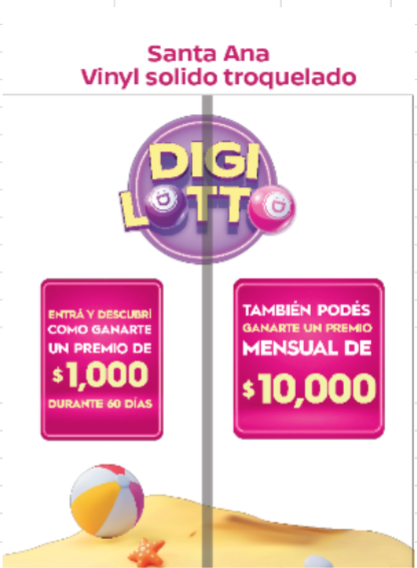 Santa Ana
Vinyl solido troquelado
DIGI
LOTTO
ENTRÁ Y DESCUBRÍ
COMO GANARTE
UN PREMIO DE
$1,000
DURANTE 60 DÍAS
TAMBIÉN PODÉS
GANARTE UN PREMIO
MENSUAL DE
$10,000